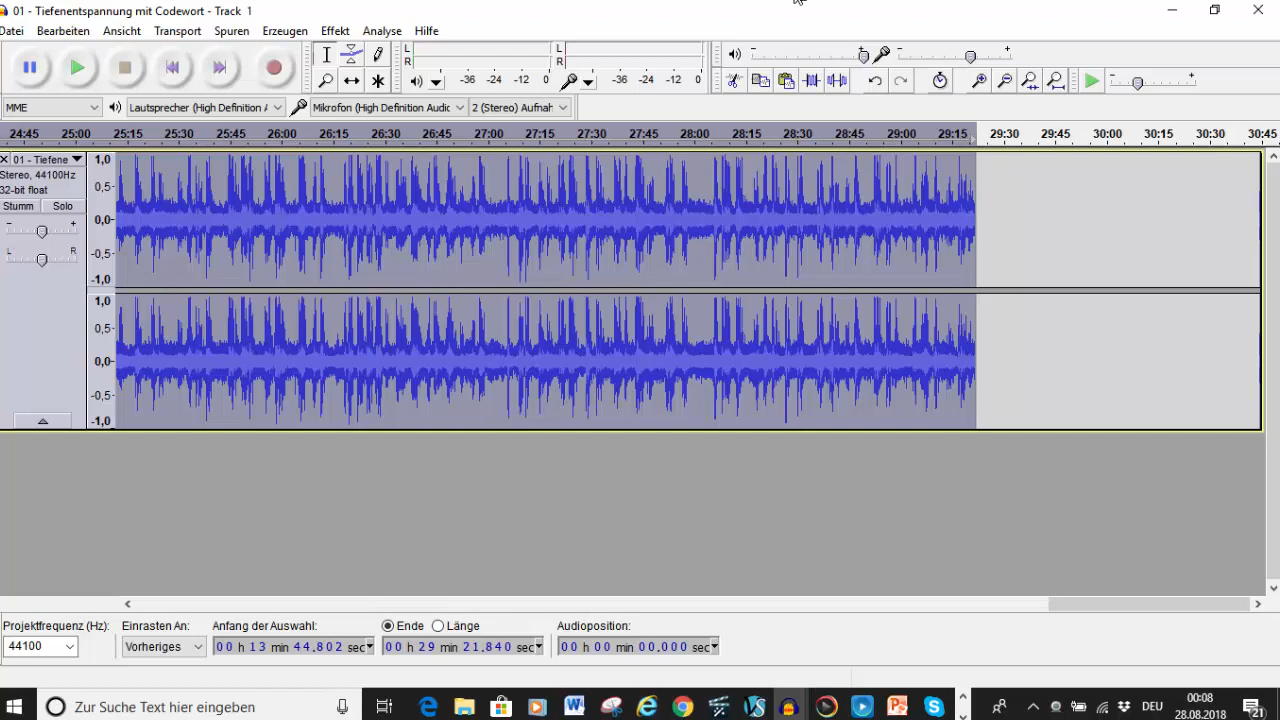 01 - Tiefenentspannung mit Codewort - Track 1
Datei Bearbeiten Ansicht Transport Spuren Erzeugen Effekt Analyse Hilfe
L
R
-36 -24 -12 0
L
R
-36 -24 -12 0
MME Lautsprecher (High Definition A Mikrofon (High Definition Audic 2 (Stereo) Aufnah
24:45 25:00 25:15 25:30 25:45 26:00 26:15 26:30 26:45 27:00 27:15 27:30 27:45 28:00 28:15 28:30 28:45 29:00 29:15 29:30 29:45 30:00 30:15 30:30 30:45
01 - Tiefene
Stereo, 44100Hz
32-bit float
Stumm Solo
L R
1,0
0,5-
0,0-
-0,5-
-1,0
1,0
0,5-
0,0-
-0,5-
-1,0
Projektfrequenz (Hz): Einrasten An: Anfang der Auswahl: Ende Länge Audioposition:
44100 Vorheriges 00 h 13 min 44.802 sec 00 h 29 min 21.840 sec 00 h 00 min 00.000 sec
Zur Suche Text hier eingeben
DEU
00:08
28.08.2018
21